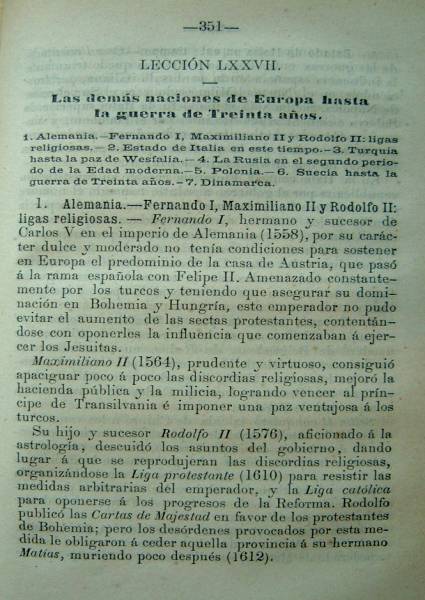 —351—
LECCIÓN LXXVII.
Las demás naciones de Europa hasta
la guerra de Treinta años.
1. Alemania.—Fernando I, Maximiliano II y Rodolfo II: ligas
religiosas.—2. Estado de Italia en este tiempo.—3. Turquia
hasta la paz de Wesfalia.—4. La Rusia en el segundo perio-
do de la Edad moderna.—5. Polonia.—6. Suecia hasta la
guerra de Treinta años.—7. Dinamarca.
1. Alemania.—Fernando I, Maximiliano II y Rodolfo II:
ligas religiosas. — Fernando I, hermano y sucesor de
Carlos V en el imperio de Alemania (1558), por su carác-
ter dulce y moderado no tenía condiciones para sostener
en Europa el predominio de la casa de Austria, que pasó
á la rama española con Felipe II. Amenazado constante-
mente por los turcos y teniendo que asegurar su domi-
nación en Bohemia y Hungría, este emperador no pudo
evitar el aumento de las sectas protestantes, contentán-
dose con oponerles la influencia que comenzaban á ejer-
cer los Jesuitas.
Maximiliano II (1564), prudente y virtuoso, consiguió
apaciguar poco á poco las discordias religiosas, mejoró la
hacienda pública y la milicia, logrando vencer al prín-
cipe de Transilvania é imponer una paz ventajosa á los
turcos.
Su hijo y sucesor Rodolfo II (1576), aficionado á la
astrología, descuidó los asuntos del gobierno, dando
lugar á que se reprodujeran las discordias religiosas,
organizándose la Liga protestante (1610) para resistir las
medidas arbitrarias del emperador, y la Liga católica
para oponerse á los progresos de la Reforma. Rodolfo
publicó las Cartas de Majestad en favor de los protestantes
de Bohemia; pero los desórdenes provocados por esta me-
dida le obligaron á ceder aquella provincia á su hermano
Matías, muriendo poco después (1612).